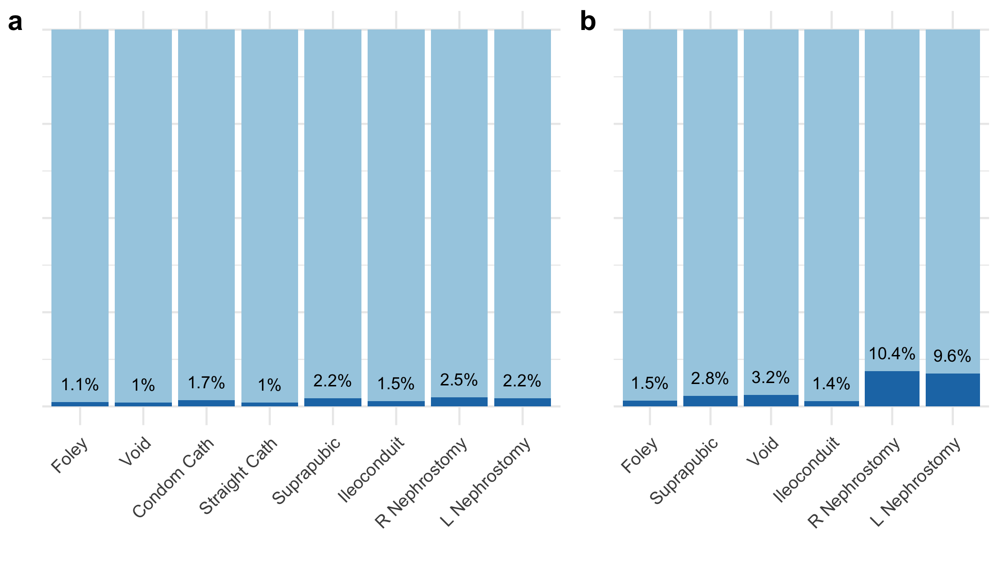 a
1.1%
1%
1.7%
1%
2.2%
1.5%
2.5%
2.2%
Foley
Void
Condom Cath
Straight Cath
Suprapubic
Ileoconduit
R Nephrostomy
L Nephrostomy
b
1.5%
2.8%
3.2%
1.4%
10.4%
9.6%
Foley
Suprapubic
Void
Ileoconduit
R Nephrostomy
L Nephrostomy